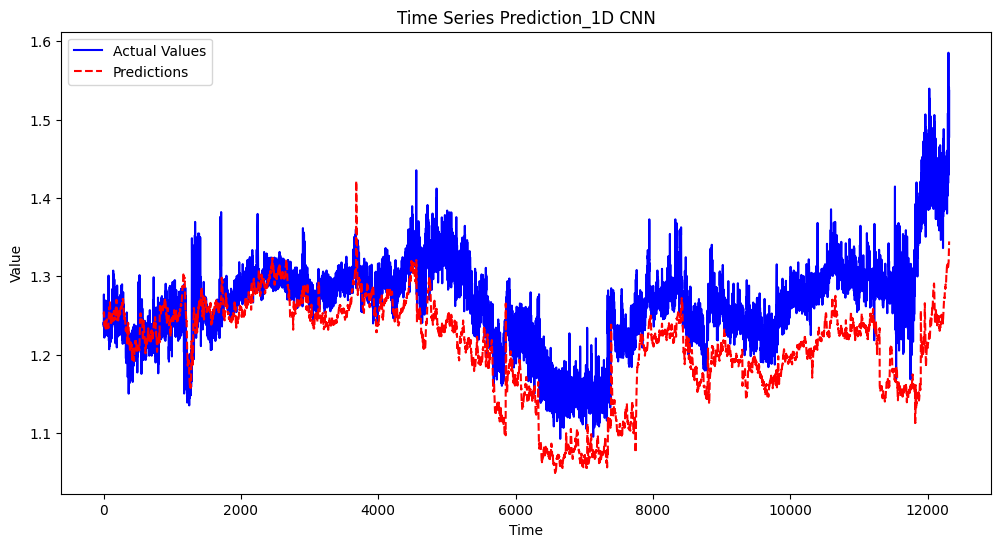 Time Series Prediction_1D CNN
Actual Values
Predictions
Value
1.6
1.5
1.4
1.3
1.2
1.1
0 2000 4000 6000 8000 10000 12000
Time